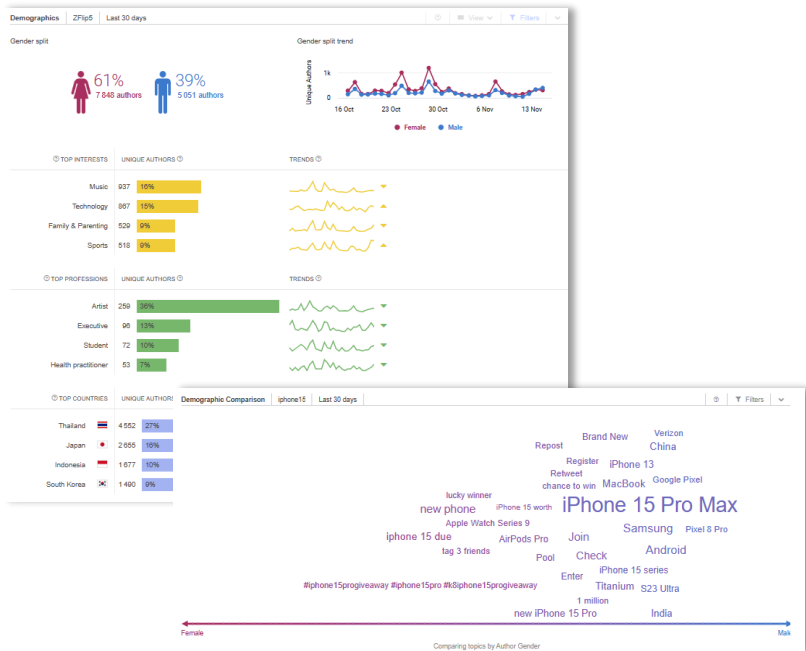 Demographics ZFlip5 Last 30 days View Filters
Gender split Gender split trend
61% 39%
7 848 authors 5 051 authors
Unique Authors
1k
0
16 Oct 23 Oct 30 Oct 6 Nov 13 Nov
Female Male
TOP INTERESTS UNIQUE AUTHORS TRENDS
Music 937 16%
Technology 867 15%
Family & Parenting 529 9%
Sports 518 9%
TOP PROFESSIONS UNIQUE AUTHORS TRENDS
Artist 259 36%
Executive 96 13%
Student 72 10%
Health practitioner 53 7%
TOP COUNTRIES UNIQUE AUTHORS
Thailand 4 552 27%
Japan 2 655 16%
Indonesia 1 677 10%
South Korea 1 490 9%
Demographic Comparison iphone15 Last 30 days Filters
Brand New Verizon
Repost China
Register iPhone 13
Retweet
chance to win MacBook Google Pixel
lucky winner
new phone iPhone 15 worth iPhone 15 Pro Max
Apple Watch Series 9 Samsung Pixel 8 Pro
iphone 15 due AirPods Pro Join
tag 3 friends Pool Check Android
Enter iPhone 15 series
#iphone15progiveaway #iphone15pro #k8iphone15progiveaway Titanium S23 Ultra
1 million
new iPhone 15 Pro India
Female Male
Comparing topics by Author Gender